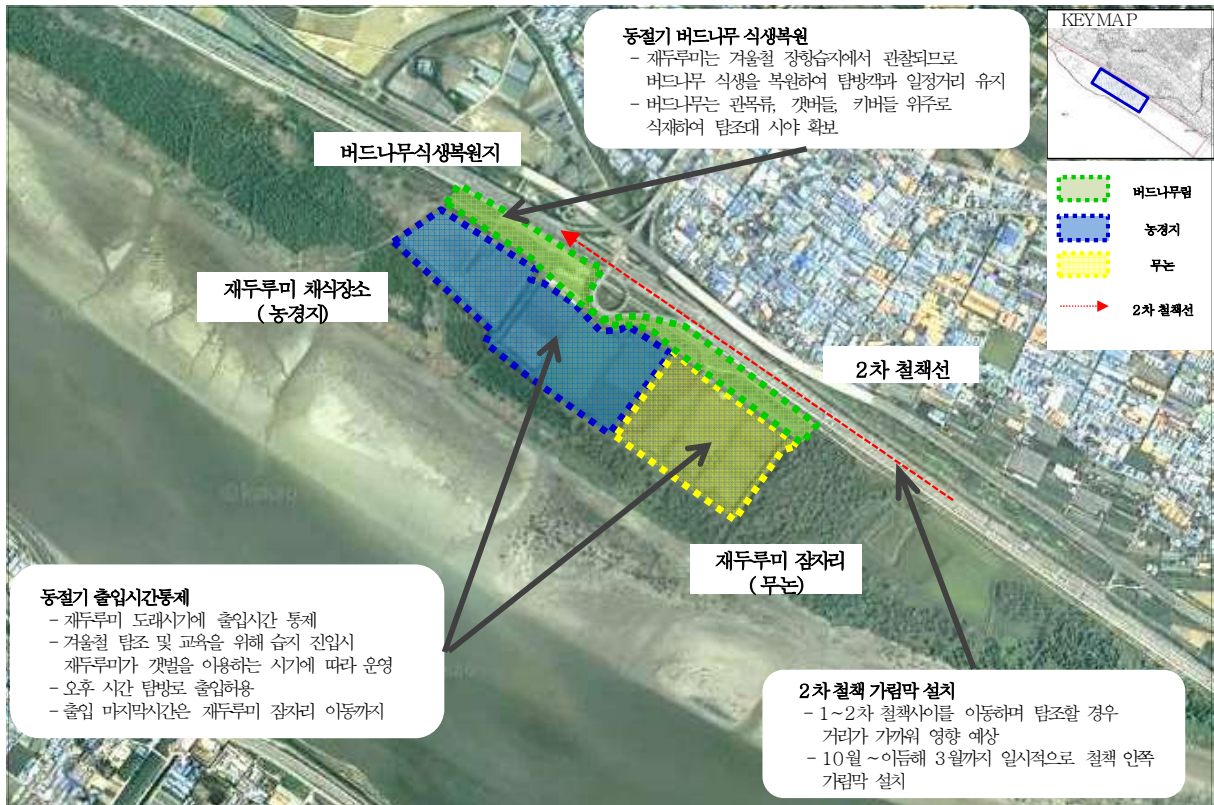 동절기 버드나무 식생복원
- 재두루미는 겨울철 장항습지에서 관찰되므로
버드나무 식생을 복원하여 탐방객과 일정거리 유지
- 버드나무는 관목류, 갯버들, 키버들 위주로
식재하여 탐조대 시야 확보
KEYMAP
버드나무림
농경지
무논
2차 철책선
버드나무식생복원지
재두루미 채식장소
( 농경지)
2차 철책선
재두루미 잠자리
( 무논)
동절기 출입시간통제
- 재두루미 도래시기에 출입시간 통제
- 겨울철 탐조 및 교육을 위해 습지 진입시
재두루미가 갯벌을 이용하는 시기에 따라 운영
- 오후 시간 탐방로 출입허용
- 출입 마지막시간은 재두루미 잠자리 이동까지
2차 철책 가림막 설치
- 1~2차 철책사이를 이동하며 탐조할 경우
거리가 가까워 영향 예상
- 10월 ~이듬해 3월까지 일시적으로 철책 안쪽
가림막 설치